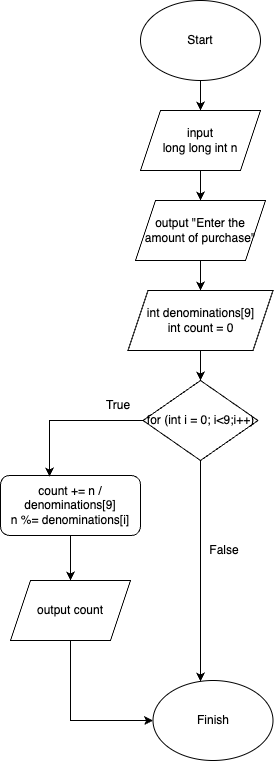 Start
input
long long int n
output "Enter the
amount of purchase"
int denominations[9]
int count = 0
for (int i = 0; i<9;i++)
True
count += n /
denominations[9]
n %= denominations[i]
False
output count
Finish